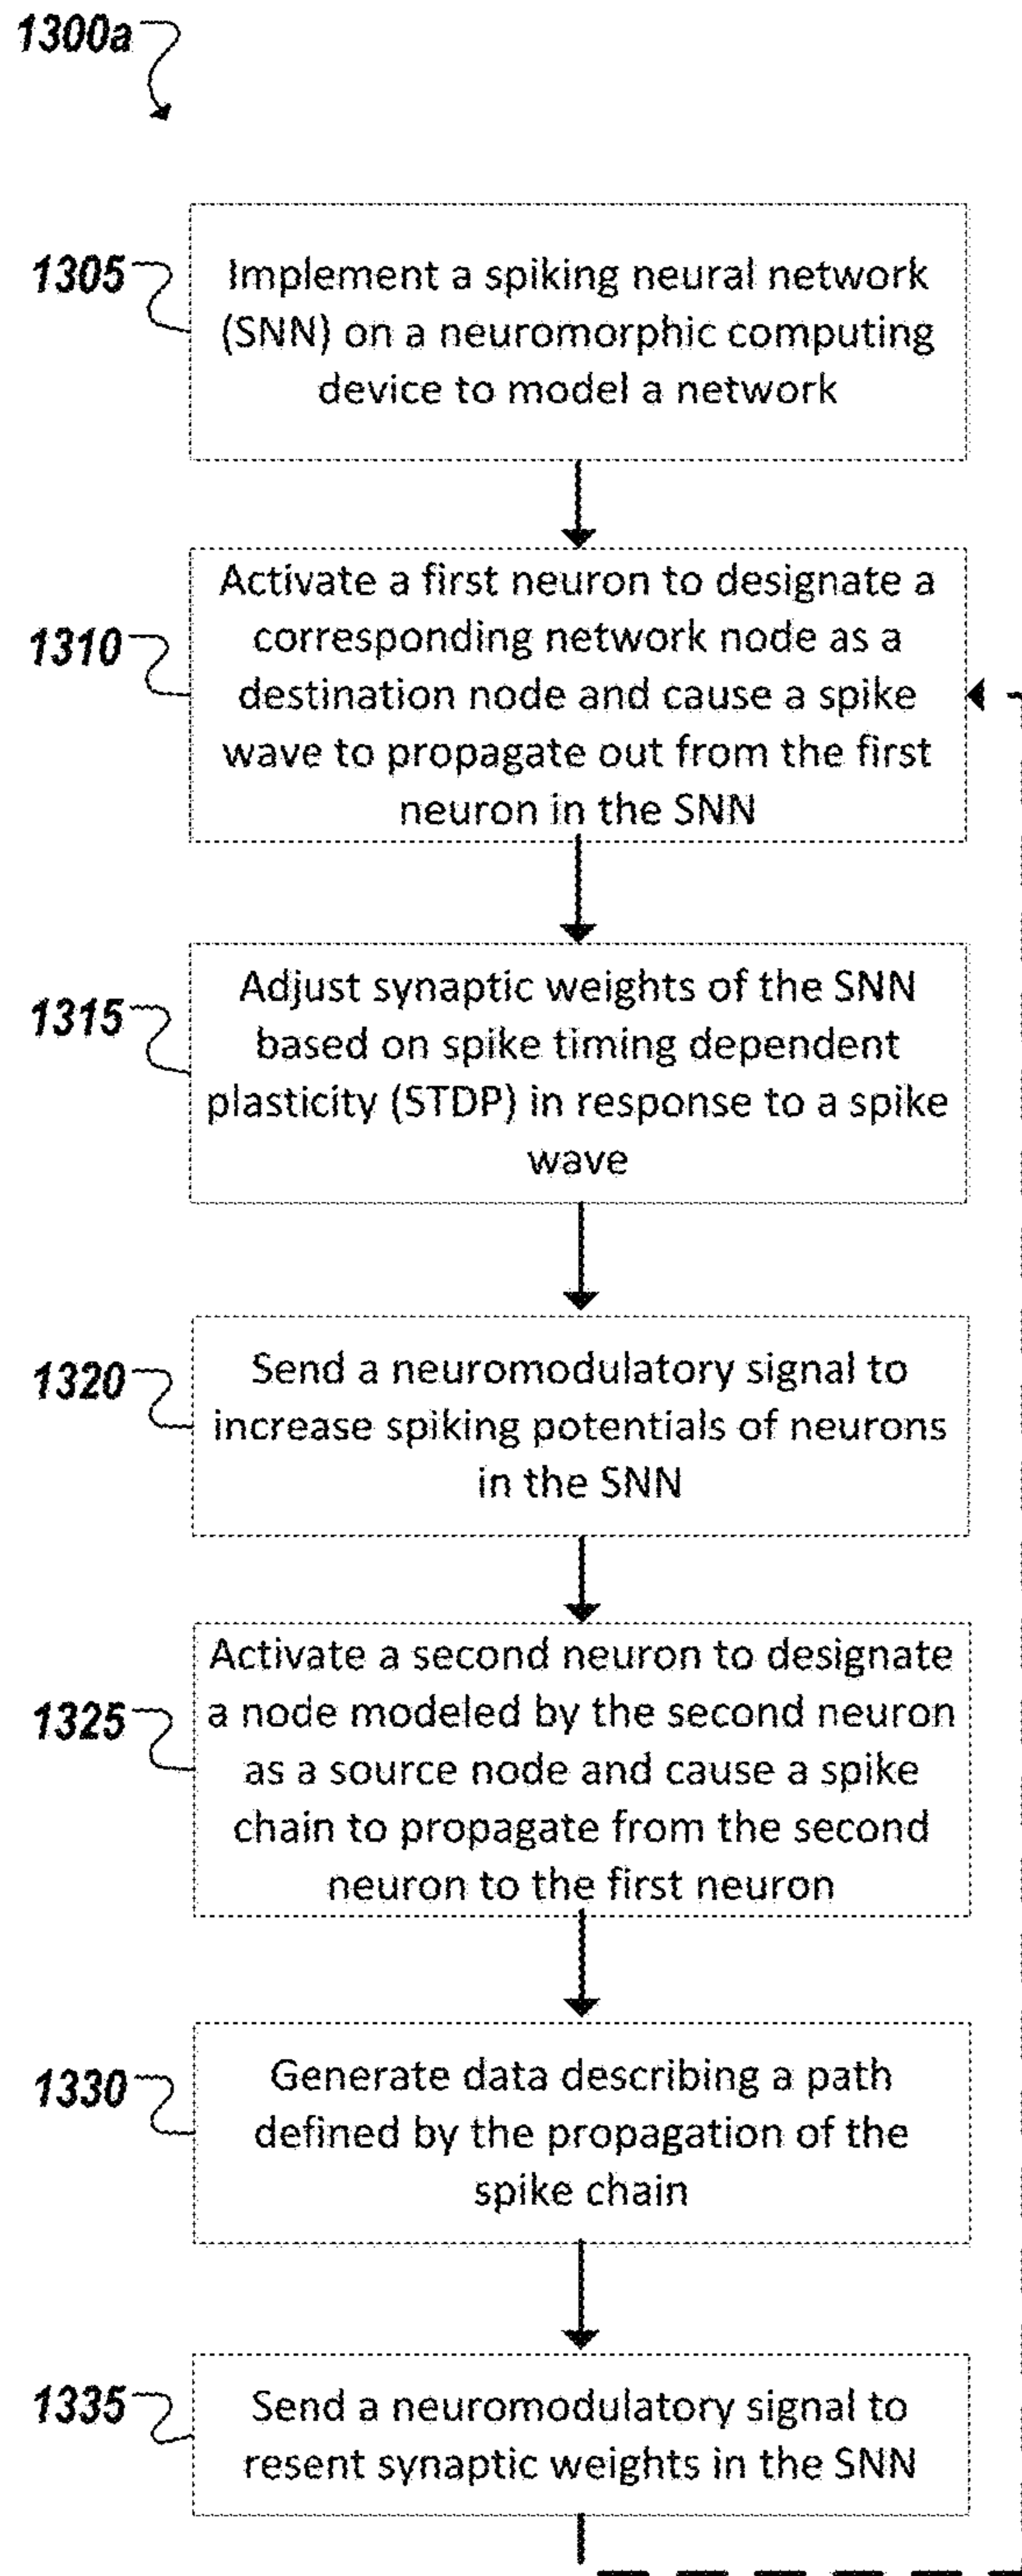 1300a
1305
Implement a spiking neural network
(SNN) on a neuromorphic computing
device to model a network
1310
Activate a first neuron to designate a
corresponding network node as a
destination node and cause a spike
wave to propagate out from the first
neuron in the SNN
1315
Adjust synaptic weights of the SNN
based on spike timing dependent
plasticity (STDP) in response to a spike
wave
1320
Send a neuromodulatory signal to
increase spiking potentials of neurons
in the SNN
1325
Activate a second neuron to designate
a node modeled by the second neuron
as a source node and cause a spike
chain to propagate from the second
neuron to the first neuron
1330
Generate data describing a path
defined by the propagation of the
spike chain
1335
Send a neuromodulatory signal to
resent synaptic weights in the SNN